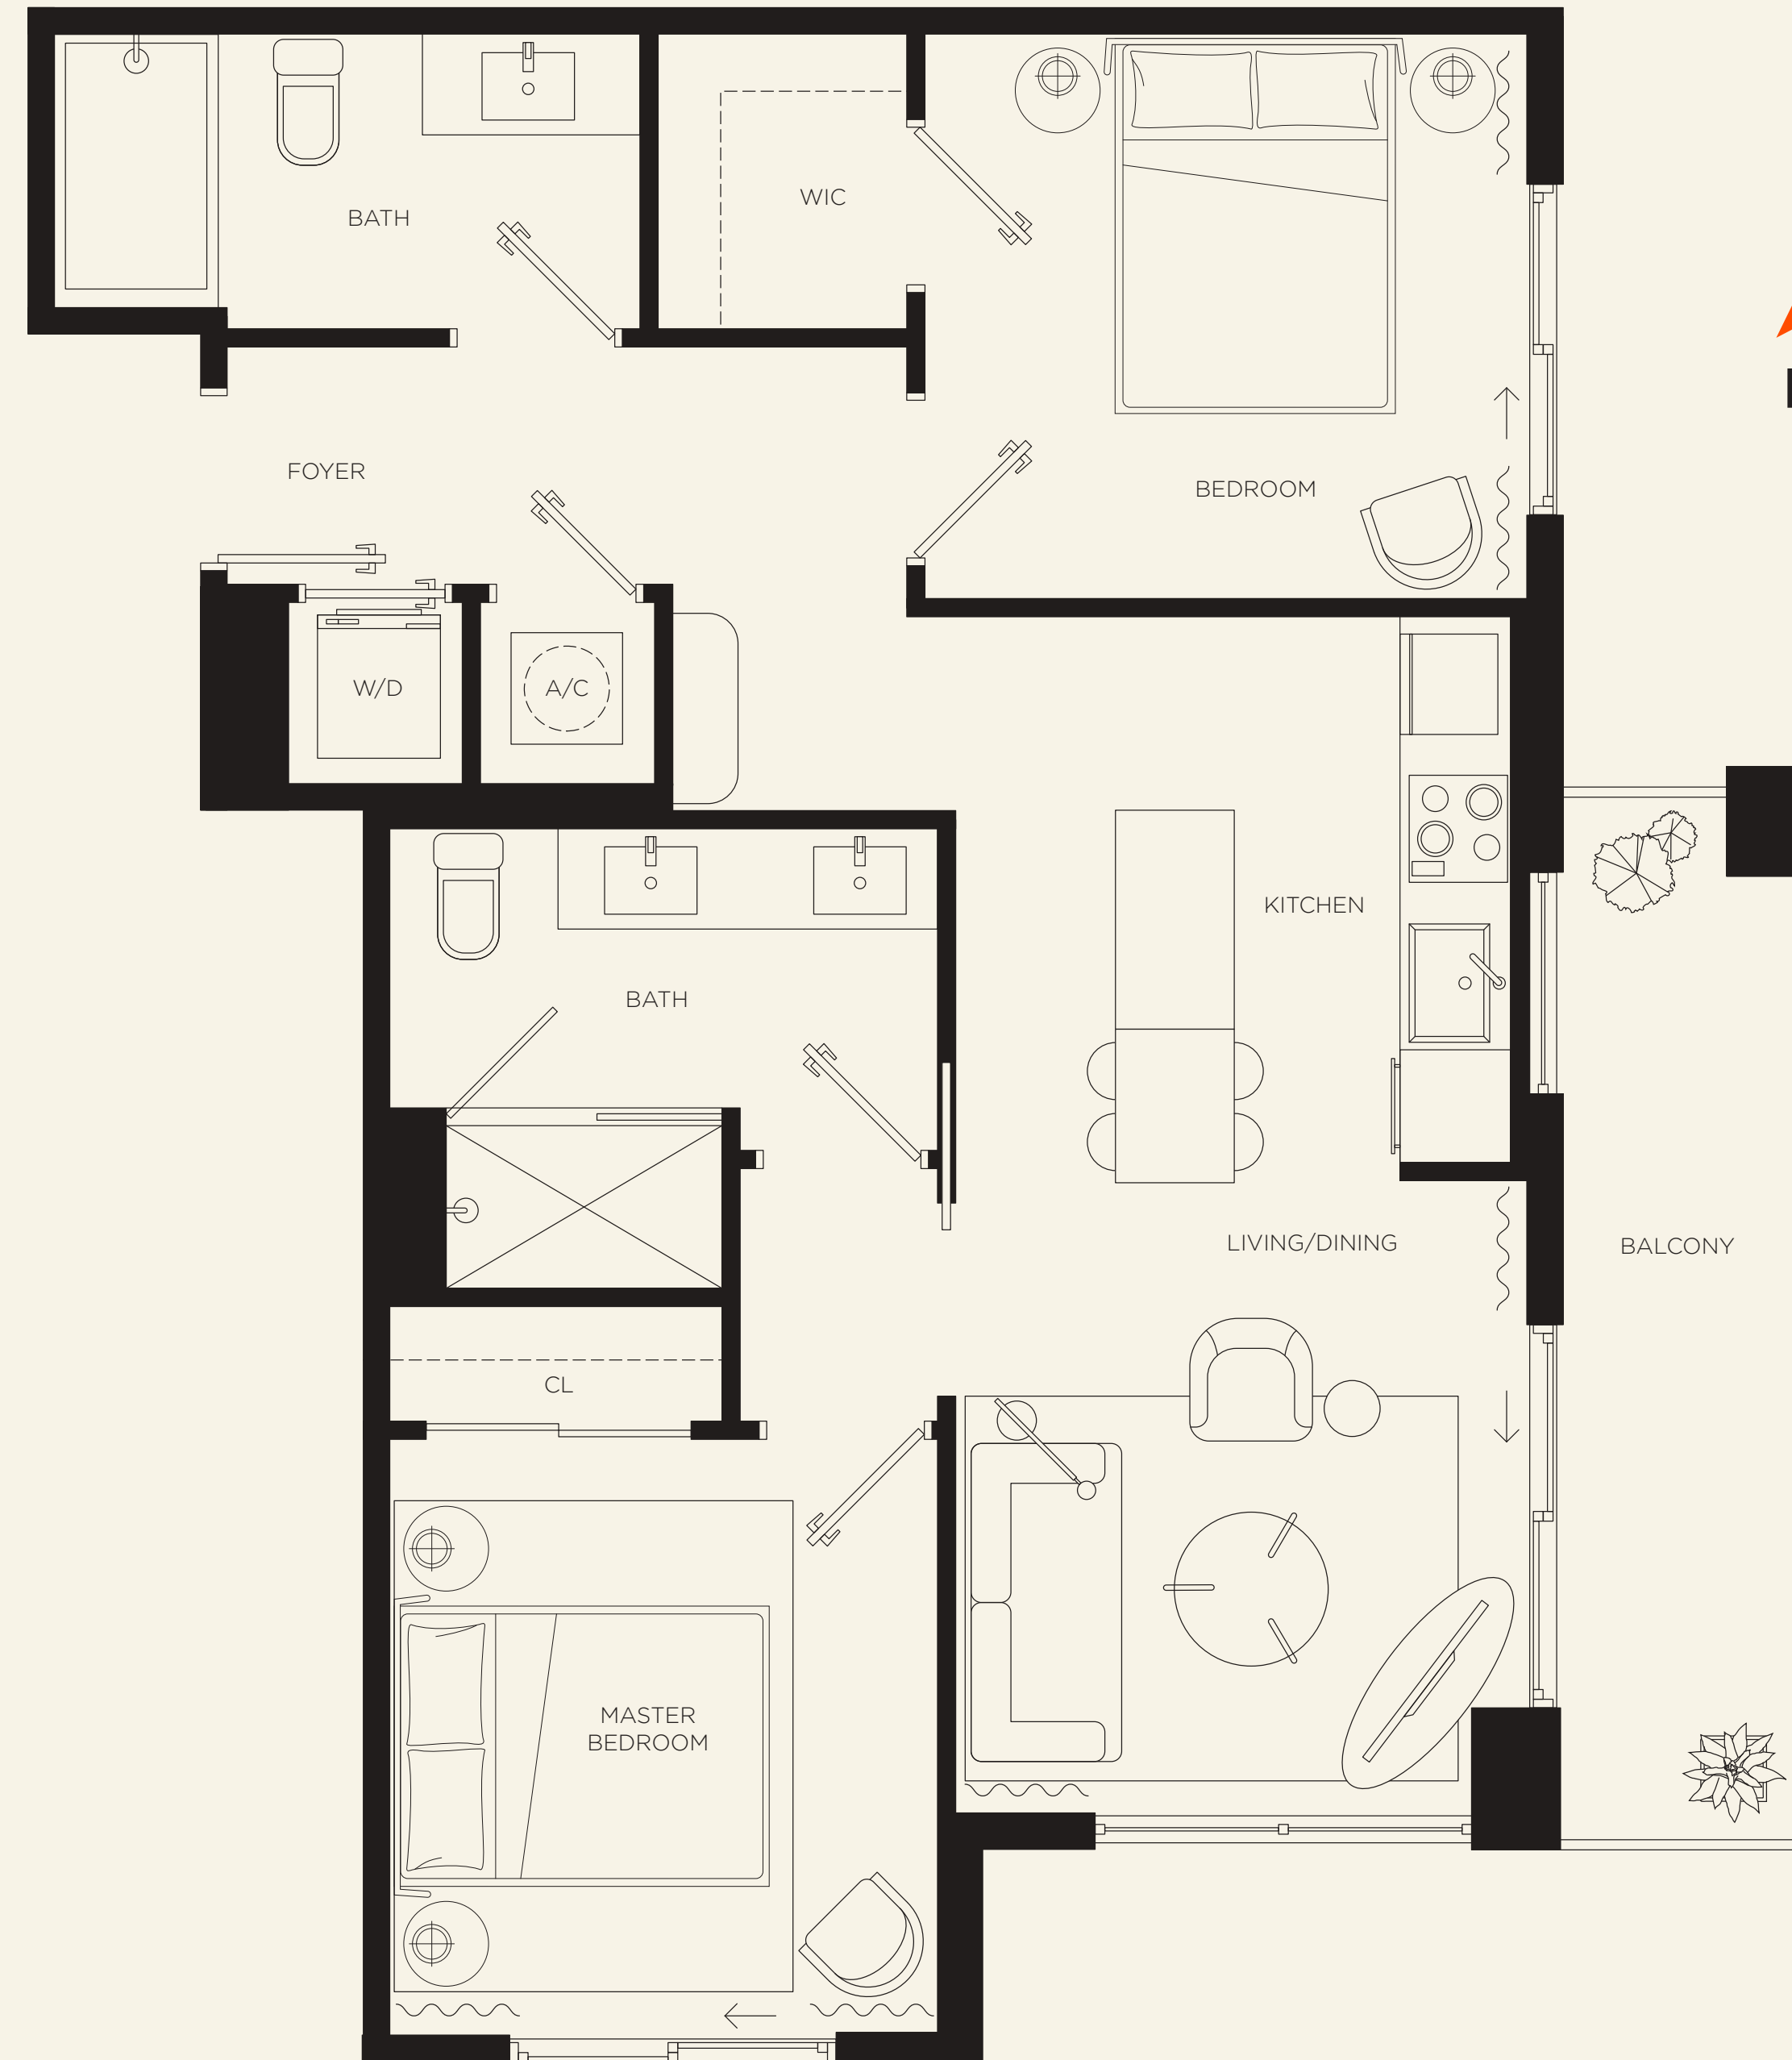 WIC
BATH
FOYER
BEDROOM
W/D
A/C
KITCHEN
BATH
LIVING/DINING
BALCONY
CL
MASTER
BEDROOM